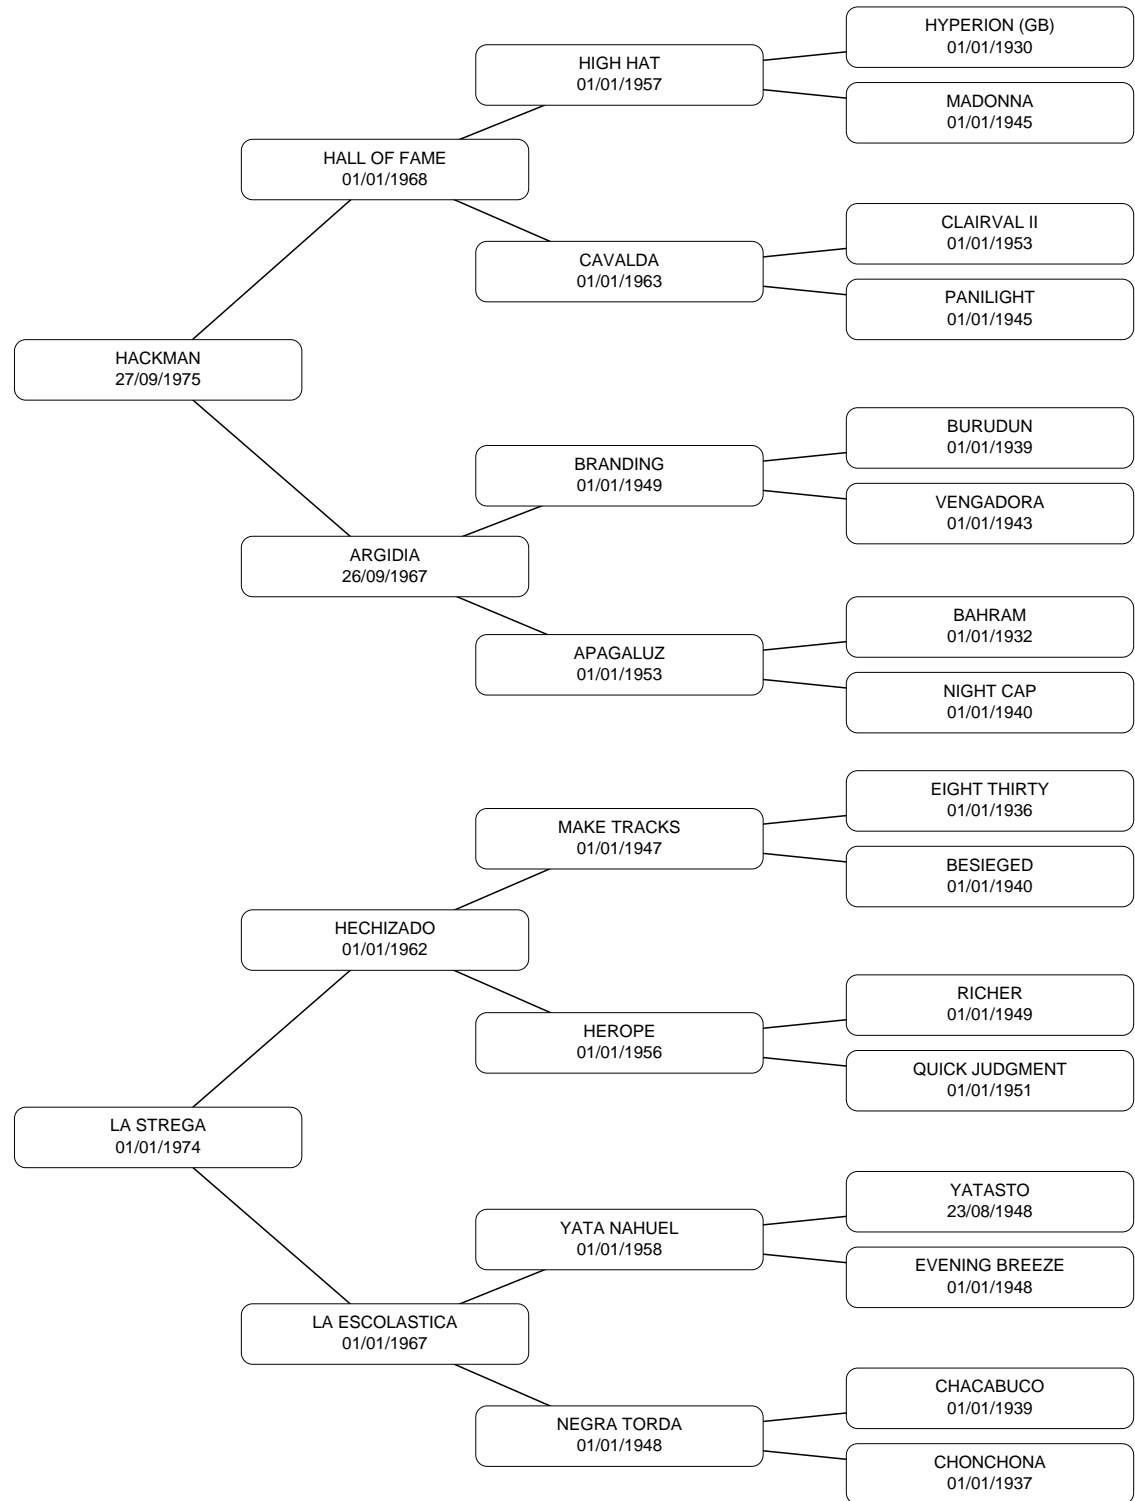 HYPERION (GB)
01/01/1930
HIGH HAT
01/01/1957
MADONNA
01/01/1945
HALL OF FAME
01/01/1968
CLAIRVAL II
01/01/1953
CAVALDA
01/01/1963
PANILIGHT
01/01/1945
HACKMAN
27/09/1975
BURUDUN
01/01/1939
BRANDING
01/01/1949
VENGADORA
01/01/1943
ARGIDIA
26/09/1967
BAHRAM
01/01/1932
APAGALUZ
01/01/1953
NIGHT CAP
01/01/1940
EIGHT THIRTY
01/01/1936
MAKE TRACKS
01/01/1947
BESIEGED
01/01/1940
HECHIZADO
01/01/1962
RICHER
01/01/1949
HEROPE
01/01/1956
QUICK JUDGMENT
01/01/1951
LA STREGA
01/01/1974
YATASTO
23/08/1948
YATA NAHUEL
01/01/1958
EVENING BREEZE
01/01/1948
LA ESCOLASTICA
01/01/1967
CHACABUCO
01/01/1939
NEGRA TORDA
01/01/1948
CHONCHONA
01/01/1937